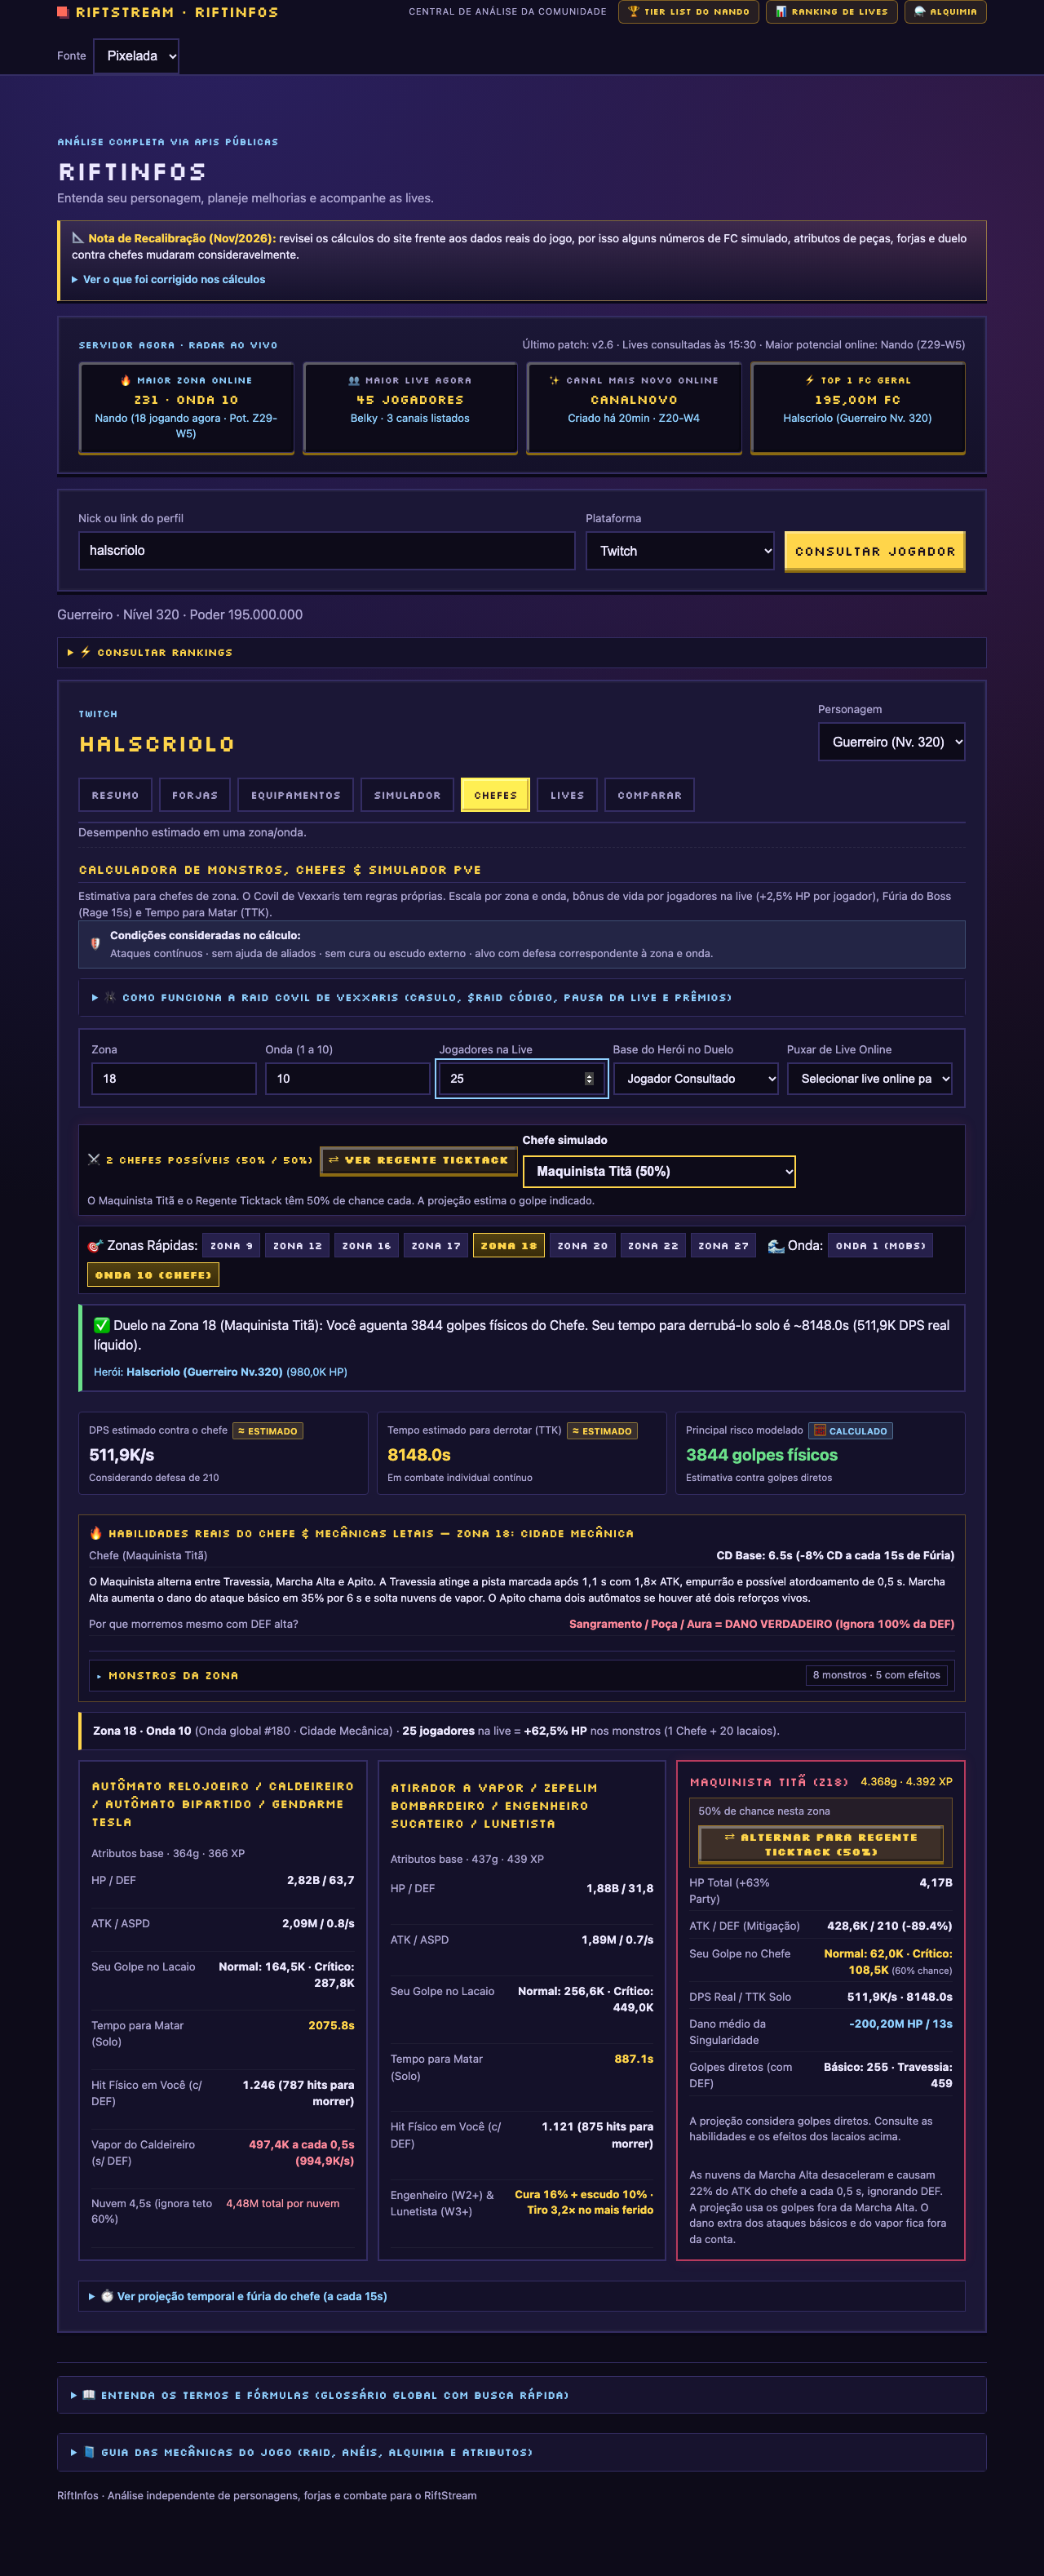 RIFTSTREAM · RIFTINFOS
CENTRAL DE ANÁLISE DA COMUNIDADE
🏆 TIER LIST DO NANDO
📊 RANKING DE LIVES
ALQUIMIA
Fonte
Pixelada
ANÁLISE COMPLETA VIA APIS PÚBLICAS
RIFTINFOS
Entenda seu personagem, planeje melhorias e acompanhe as lives.
📐 Nota de Recalibração (Nov/2026): revisei os cálculos do site frente aos dados reais do jogo, por isso alguns números de FC simulado, atributos de peças, forjas e duelo
contra chefes mudaram consideravelmente.
▶ Ver o que foi corrigido nos cálculos
SERVIDOR AGORA · RADAR AO VIVO
Último patch: v2.6 · Lives consultadas às 15:30 · Maior potencial online: Nando (Z29-W5)
🔥 MAIOR ZONA ONLINE
Z31 · ONDA 10
Nando (18 jogando agora · Pot. Z29-
W5)
👥 MAIOR LIVE AGORA
45 JOGADORES
Belky · 3 canais listados
✨ CANAL MAIS NOVO ONLINE
CANALNOVO
Criado há 20min · Z20-W4
⚡ TOP 1 FC GERAL
195,00M FC
Halscriolo (Guerreiro Nv. 320)
Nick ou link do perfil
halscriolo
Plataforma
Twitch
CONSULTAR JOGADOR
Guerreiro · Nível 320 · Poder 195.000.000
▶ ⚡ CONSULTAR RANKINGS
TWITCH
HALSCRIOLO
Personagem
Guerreiro (Nv. 320)
RESUMO
FORJAS
EQUIPAMENTOS
SIMULADOR
CHEFES
LIVES
COMPARAR
Desempenho estimado em uma zona/onda.
CALCULADORA DE MONSTROS, CHEFES & SIMULADOR PVE
Estimativa para chefes de zona. O Covil de Vexxaris tem regras próprias. Escala por zona e onda, bônus de vida por jogadores na live (+2,5% HP por jogador), Fúria do Boss
(Rage 15s) e Tempo para Matar (TTK).
Condições consideradas no cálculo:
Ataques contínuos · sem ajuda de aliados · sem cura ou escudo externo · alvo com defesa correspondente à zona e onda.
▶ COMO FUNCIONA A RAID COVIL DE VEXXARIS (CASULO, $RAID CÓDIGO, PAUSA DA LIVE E PRÊMIOS)
Zona
18
Onda (1 a 10)
10
Jogadores na Live
25
Base do Herói no Duelo
Jogador Consultado
Puxar de Live Online
Selecionar live online pa
⚔ 2 CHEFES POSSÍVEIS (50% / 50%)
⇄ VER REGENTE TICKTACK
Chefe simulado
Maquinista Titã (50%)
O Maquinista Titã e o Regente Ticktack têm 50% de chance cada. A projeção estima o golpe indicado.
🎯 Zonas Rápidas:
ZONA 9
ZONA 12
ZONA 16
ZONA 17
ZONA 18
ZONA 20
ZONA 22
ZONA 27
🌊 Onda:
ONDA 1 (MOBS)
ONDA 10 (CHEFE)
✅ Duelo na Zona 18 (Maquinista Titã): Você aguenta 3844 golpes físicos do Chefe. Seu tempo para derrubá-lo solo é ~8148.0s (511,9K DPS real
líquido).
Herói: Halscriolo (Guerreiro Nv.320) (980,0K HP)
DPS estimado contra o chefe ≈ ESTIMADO
511,9K/s
Considerando defesa de 210
Tempo estimado para derrotar (TTK) ≈ ESTIMADO
8148.0s
Em combate individual contínuo
Principal risco modelado 🧮 CALCULADO
3844 golpes físicos
Estimativa contra golpes diretos
🔥 HABILIDADES REAIS DO CHEFE & MECÂNICAS LETAIS — ZONA 18: CIDADE MECÂNICA
Chefe (Maquinista Titã)
CD Base: 6.5s (-8% CD a cada 15s de Fúria)
O Maquinista alterna entre Travessia, Marcha Alta e Apito. A Travessia atinge a pista marcada após 1,1 s com 1,8× ATK, empurrão e possível atordoamento de 0,5 s. Marcha
Alta aumenta o dano do ataque básico em 35% por 6 s e solta nuvens de vapor. O Apito chama dois autômatos se houver até dois reforços vivos.
Por que morremos mesmo com DEF alta?
Sangramento / Poça / Aura = DANO VERDADEIRO (Ignora 100% da DEF)
▸ MONSTROS DA ZONA
8 monstros · 5 com efeitos
Zona 18 · Onda 10 (Onda global #180 · Cidade Mecânica) · 25 jogadores na live = +62,5% HP nos monstros (1 Chefe + 20 lacaios).
AUTÔMATO RELOJOEIRO / CALDEIREIRO
/ AUTÔMATO BIPARTIDO / GENDARME
TESLA
Atributos base · 364g · 366 XP
HP / DEF
2,82B / 63,7
ATK / ASPD
2,09M / 0.8/s
Seu Golpe no Lacaio
Normal: 164,5K · Crítico:
287,8K
Tempo para Matar
(Solo)
2075.8s
Hit Físico em Você (c/
DEF)
1.246 (787 hits para
morrer)
Vapor do Caldeireiro
(s/ DEF)
497,4K a cada 0,5s
(994,9K/s)
Nuvem 4,5s (ignora teto
60%)
4,48M total por nuvem
ATIRADOR A VAPOR / ZEPELIM
BOMBARDEIRO / ENGENHEIRO
SUCATEIRO / LUNETISTA
Atributos base · 437g · 439 XP
HP / DEF
1,88B / 31,8
ATK / ASPD
1,89M / 0.7/s
Seu Golpe no Lacaio
Normal: 256,6K · Crítico:
449,0K
Tempo para Matar
(Solo)
887.1s
Hit Físico em Você (c/
DEF)
1.121 (875 hits para
morrer)
Engenheiro (W2+) &
Lunetista (W3+)
Cura 16% + escudo 10% ·
Tiro 3,2× no mais ferido
MAQUINISTA TITÃ (Z18)
4.368g · 4.392 XP
50% de chance nesta zona
⇄ ALTERNAR PARA REGENTE
TICKTACK (50%)
HP Total (+63%
Party)
4,17B
ATK / DEF (Mitigação)
428,6K / 210 (-89.4%)
Seu Golpe no Chefe
Normal: 62,0K · Crítico:
108,5K (60% chance)
DPS Real / TTK Solo
511,9K/s · 8148.0s
Dano médio da
Singularidade
-200,20M HP / 13s
Golpes diretos (com
DEF)
Básico: 255 · Travessia:
459
A projeção considera golpes diretos. Consulte as
habilidades e os efeitos dos lacaios acima.
As nuvens da Marcha Alta desaceleram e causam
22% do ATK do chefe a cada 0,5s, ignorando DEF.
A projeção usa os golpes fora da Marcha Alta. O
dano extra dos ataques básicos e do vapor fica fora
da conta.
▶ ⏱ Ver projeção temporal e fúria do chefe (a cada 15s)
▶ 📖 ENTENDA OS TERMOS E FÓRMULAS (GLOSSÁRIO GLOBAL COM BUSCA RÁPIDA)
▶ 📘 GUIA DAS MECÂNICAS DO JOGO (RAID, ANÉIS, ALQUIMIA E ATRIBUTOS)
RiftInfos · Análise independente de personagens, forjas e combate para o RiftStream